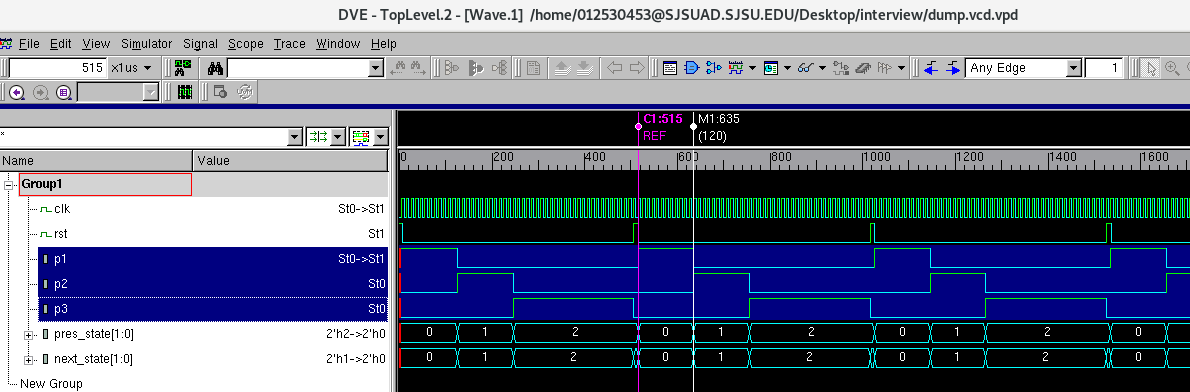 DVE - TopLevel.2 - [Wave.1] /home/012530453@SJSUAD.SJSU.EDU/Desktop/interview/dump.vcd.vpd
File Edit View Simulator Signal Scope Trace Window Help
515 x1us Any Edge 1
C1:515 M1:635
* REF (120)
Name Value 0 200 400 600 800 1000 1200 1400 1600
Group1
clk St0->St1
rst St1
p1 St0->St1
p2 St0
p3 St0
pres_state[1:0] 2'h2->2'h0 0 1 2 0 1 2 0 1 2 0
next_state[1:0] 2'h1->2'h0 0 1 2 0 1 2 0 1 2 0
New Group